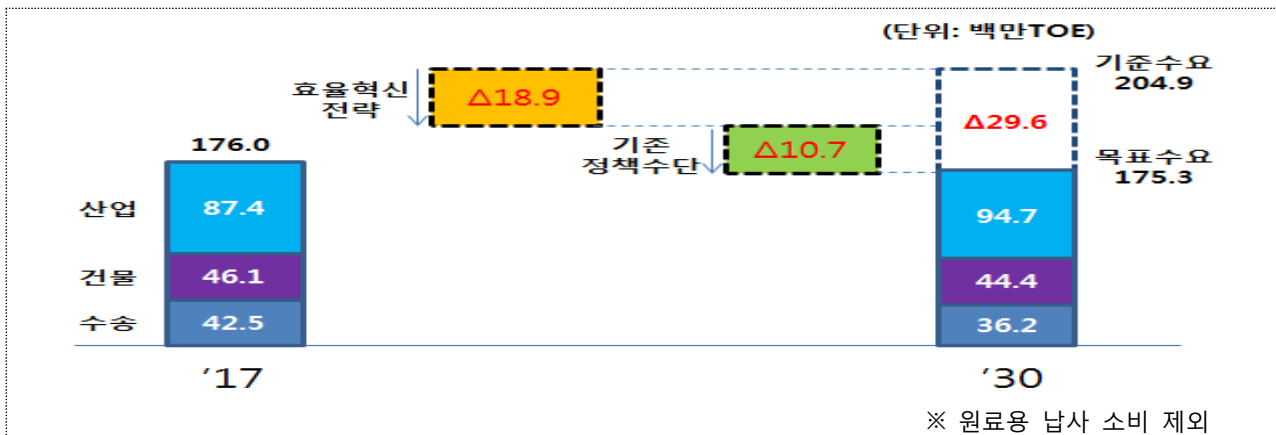 (단위: 백만TOE)
효율혁신
전략
△18.9
기존
정책수단
△10.7
기준수요
204.9
△29.6
목표수요
175.3
176.0
산업
87.4
94.7
건물
46.1
44.4
수송
42.5
36.2
’17
’30
※ 원료용 납사 소비 제외